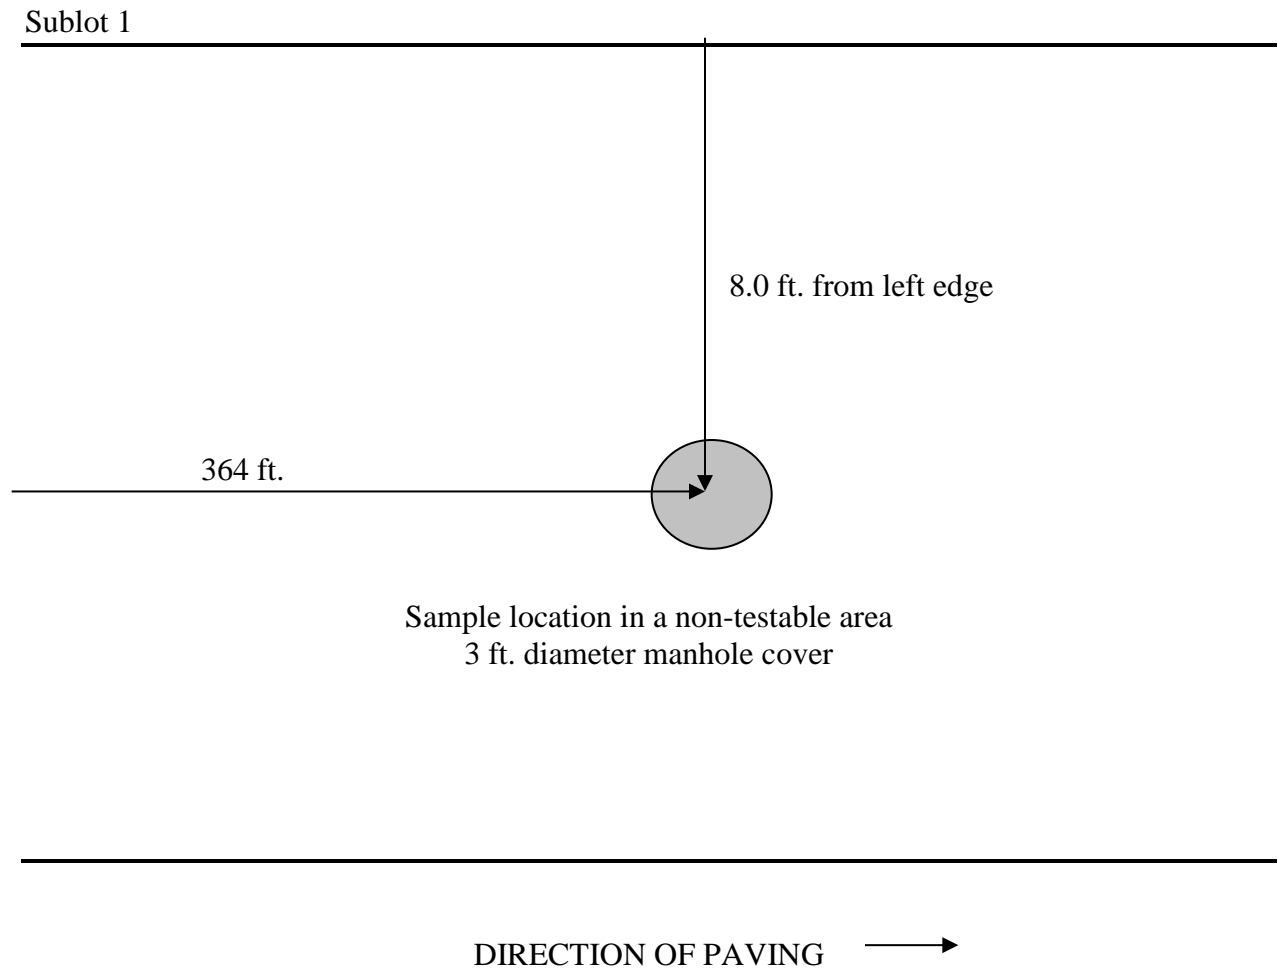 Sublot 1
8.0 ft. from left edge
364 ft.
Sample location in a non-testable area
3 ft. diameter manhole cover
DIRECTION OF PAVING